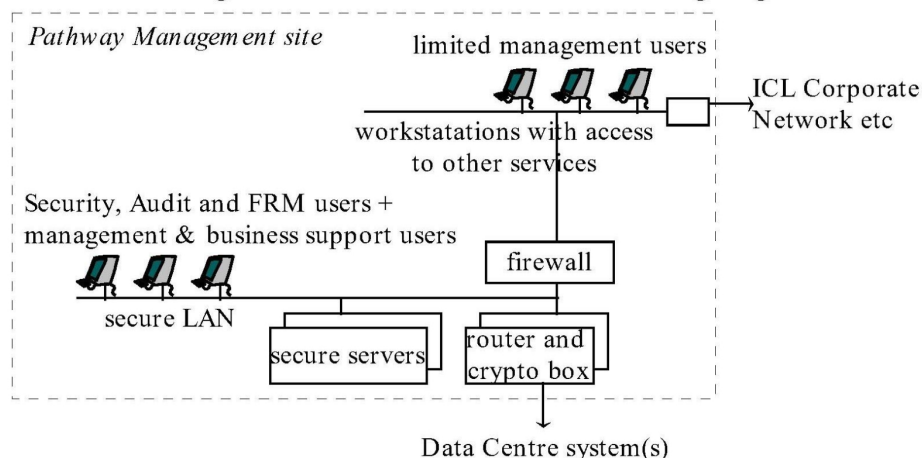 Pathway Management site
limited management users
ICL Corporate
Network etc
workstatations with access
to other services
Security, Audit and FRM users +
management & business support users
firewall
secure LAN
secure servers
router and
crypto box
Data Centre system(s)